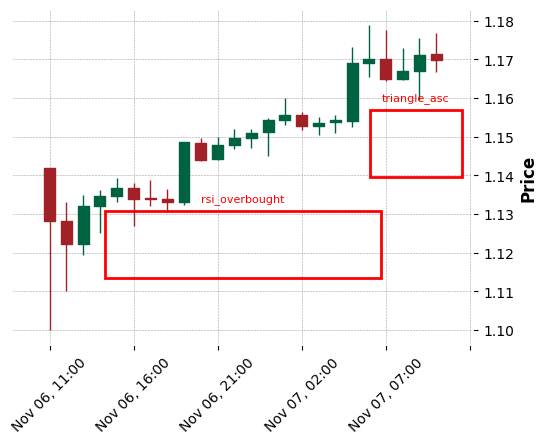 1.18
1.17
1.16
triangle_asc
1.15
1.14
rsi_overbought
1.13
1.12
1.11
1.10
Price
Nov 06, 11:00
Nov 06, 16:00
Nov 06, 21:00
Nov 07, 02:00
Nov 07, 07:00